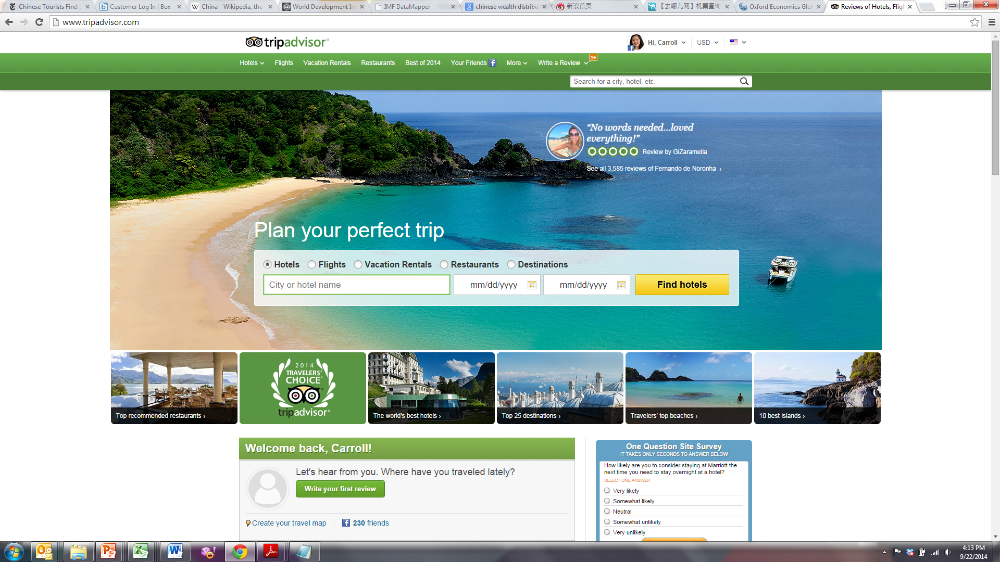 Chinese Tourists Find a
Customer Log In | Box
China - Wikipedia, the
World Development In
IMF DataMapper
chinese wealth distribu
新浪首页
【去哪儿网】机票查询
Oxford Economics Glo
Reviews of Hotels, Flig
www.tripadvisor.com
tripadvisor®
Hi, Carroll
USD
Hotels
Flights
Vacation Rentals
Restaurants
Best of 2014
Your Friends
More
Write a Review
1+
Search for a city, hotel, etc.
“No words needed...loved
everything!”
Review by GiZaramella
See all 3,585 reviews of Fernando de Noronha ›
Plan your perfect trip
Hotels
Flights
Vacation Rentals
Restaurants
Destinations
City or hotel name
mm/dd/yyyy
mm/dd/yyyy
Find hotels
Top recommended restaurants ›
2014
TRAVELERS'
CHOICE
tripadvisor®
The world's best hotels ›
Top 25 destinations ›
Travelers' top beaches ›
10 best islands ›
Welcome back, Carroll!
Let's hear from you. Where have you traveled lately?
Write your first review
Create your travel map
230 friends
One Question Site Survey
IT TAKES ONLY SECONDS TO ANSWER BELOW
How likely are you to consider staying at Marriott the
next time you need to stay overnight at a hotel?
SELECT ONE ANSWER
Very likely
Somewhat likely
Neutral
Somewhat unlikely
Very unlikely
4:13 PM
9/22/2014